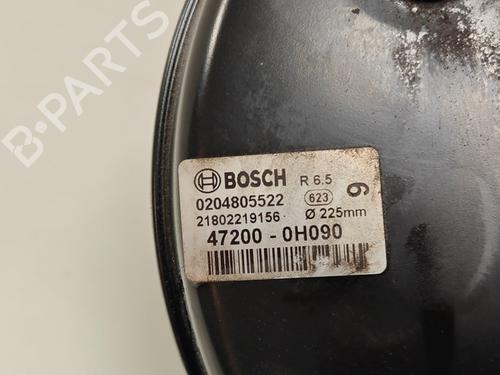 BOSCH R 6.5
0204805522 623 6
21802219156 Ø 225mm
47200 - 0H090
B-PARTS